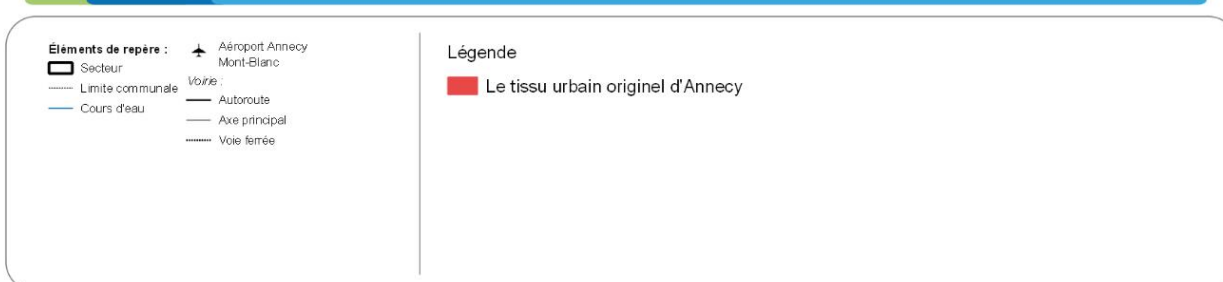 Éléments de repère :
Secteur
Limite communale
Cours d'eau
Aéroport Annecy
Mont-Blanc
Voirie :
Autoroute
Axe principal
Voie ferrée
Légende
Le tissu urbain originel d'Annecy